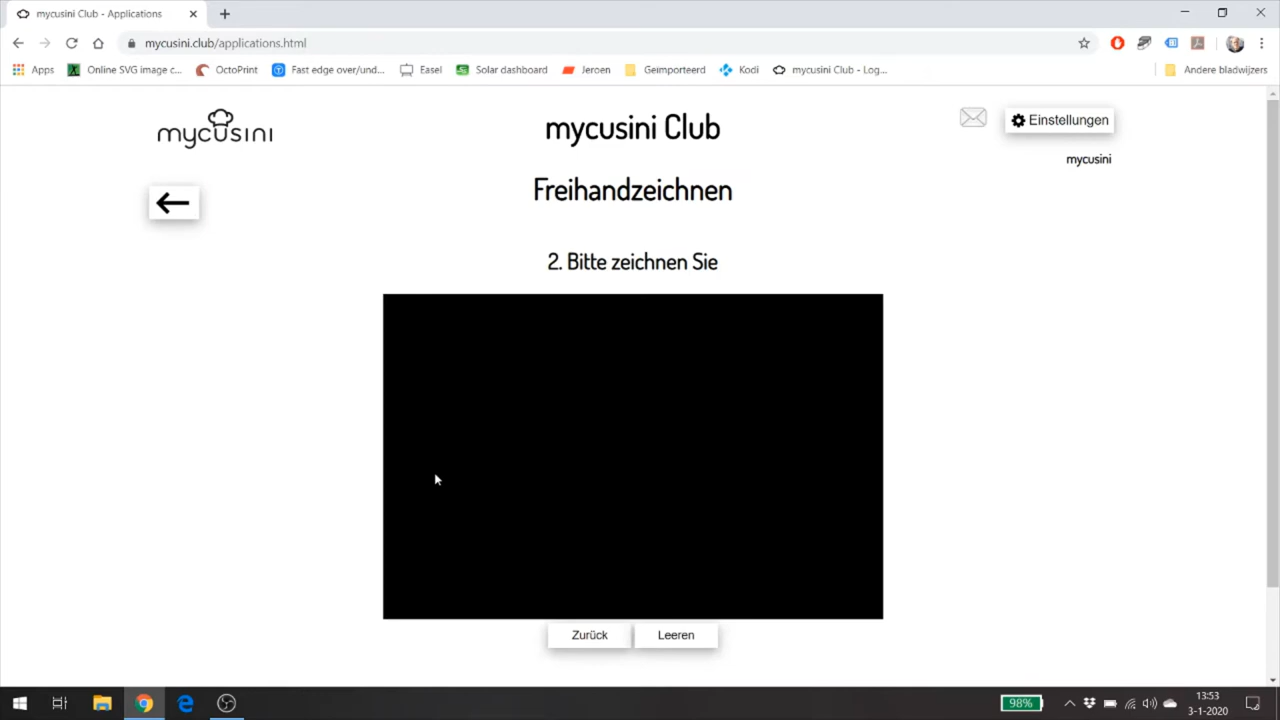 mycusini Club - Applications
mycusini.club/applications.html
Apps
Online SVG image c...
OctoPrint
Fast edge over/und...
Easel
Solar dashboard
Jeroen
Geïmporteerd
Kodi
mycusini Club - Log...
Andere bladwijzers
mycusini
mycusini Club
Einstellungen
mycusini
Freihandzeichnen
2. Bitte zeichnen Sie
Zurück
Leeren
98%
13:53
3-1-2020